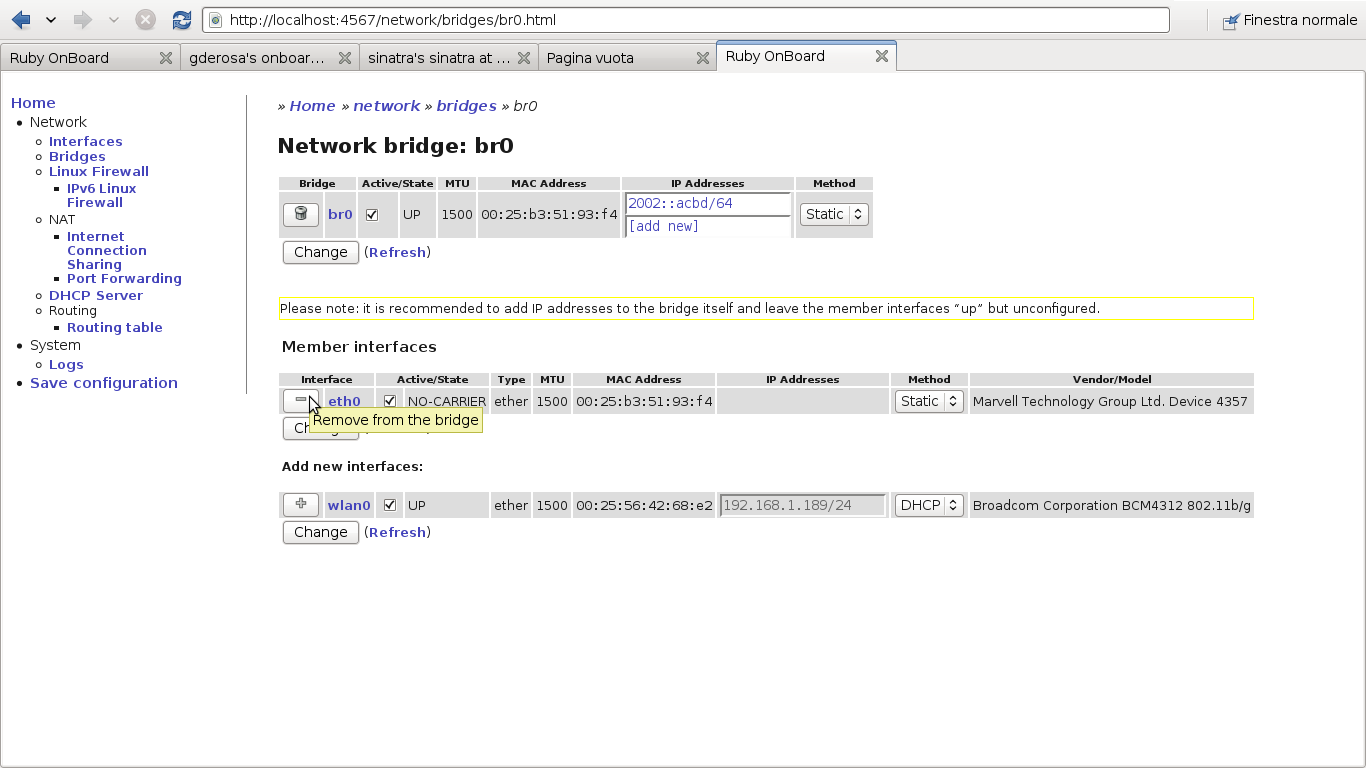 http://localhost:4567/network/bridges/br0.html
Finestra normale
Ruby OnBoard
gderosa's onboar...
sinatra's sinatra at ...
Pagina vuota
Ruby OnBoard
Home
Network
Interfaces
Bridges
Linux Firewall
IPv6 Linux
Firewall
NAT
Internet
Connection
Sharing
Port Forwarding
DHCP Server
Routing
Routing table
System
Logs
Save configuration
» Home » network » bridges » br0
Network bridge: br0
Bridge Active/State MTU MAC Address IP Addresses Method
br0 UP 1500 00:25:b3:51:93:f4 2002::acbd/64 Static
[add new]
Change (Refresh)
Please note: it is recommended to add IP addresses to the bridge itself and leave the member interfaces “up” but unconfigured.
Member interfaces
Interface Active/State Type MTU MAC Address IP Addresses Method Vendor/Model
eth0 NO-CARRIER ether 1500 00:25:b3:51:93:f4 Static Marvell Technology Group Ltd. Device 4357
Remove from the bridge
Add new interfaces:
wlan0 UP ether 1500 00:25:56:42:68:e2 192.168.1.189/24 DHCP Broadcom Corporation BCM4312 802.11b/g
Change (Refresh)